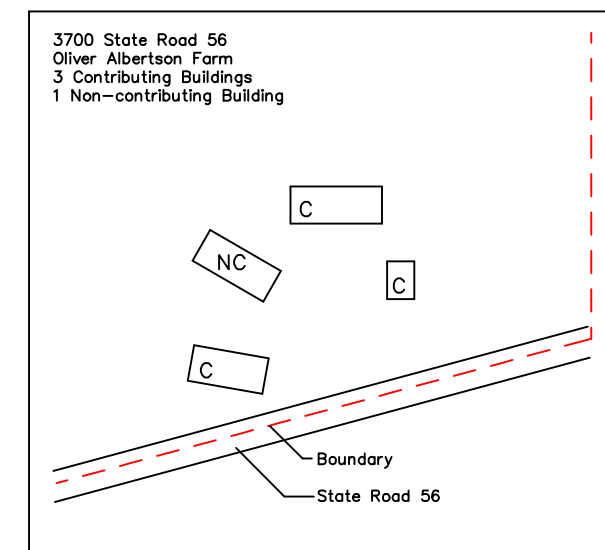 3700 State Road 56
Oliver Albertson Farm
3 Contributing Buildings
1 Non-contributing Building
C
NC
C
C
Boundary
State Road 56